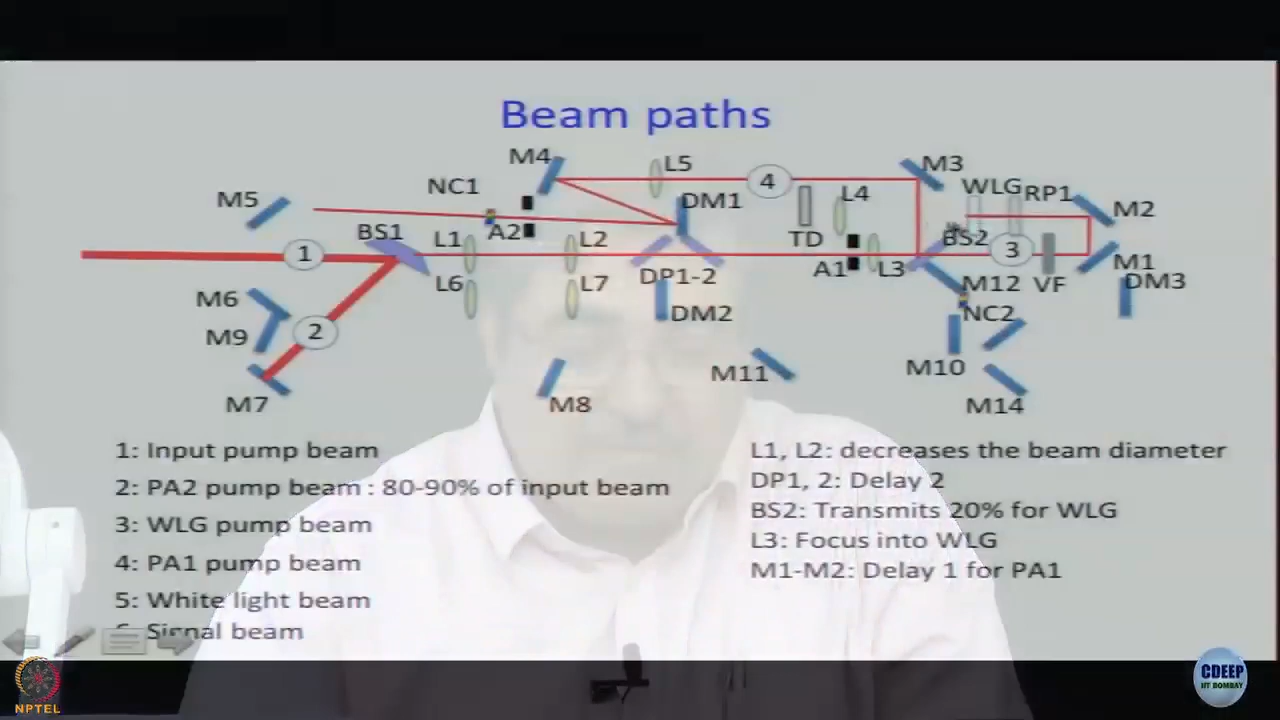 Beam paths
M4
L5
M3
M5
NC1
4
DM1
L4
WLG
RP1
M2
BS1
L1
A2
L2
TD
BS2
3
1
A1
L3
M1
M6
L6
L7
DP1-2
M12
VF
DM3
M9
2
DM2
NC2
M7
M8
M11
M10
M14
1: Input pump beam
2: PA2 pump beam : 80-90% of input beam
3: WLG pump beam
4: PA1 pump beam
5: White light beam
6: Signal beam
L1, L2: decreases the beam diameter
DP1, 2: Delay 2
BS2: Transmits 20% for WLG
L3: Focus into WLG
M1-M2: Delay 1 for PA1
NPTEL
CDEEP
IIT BOMBAY